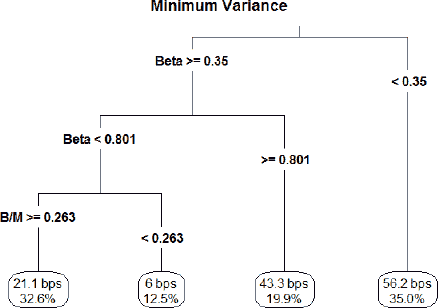 Minimum Variance
Beta >= 0.35
< 0.35
Beta < 0.801
>= 0.801
B/M >= 0.263
< 0.263
21.1 bps
32.6%
6 bps
12.5%
43.3 bps
19.9%
56.2 bps
35.0%